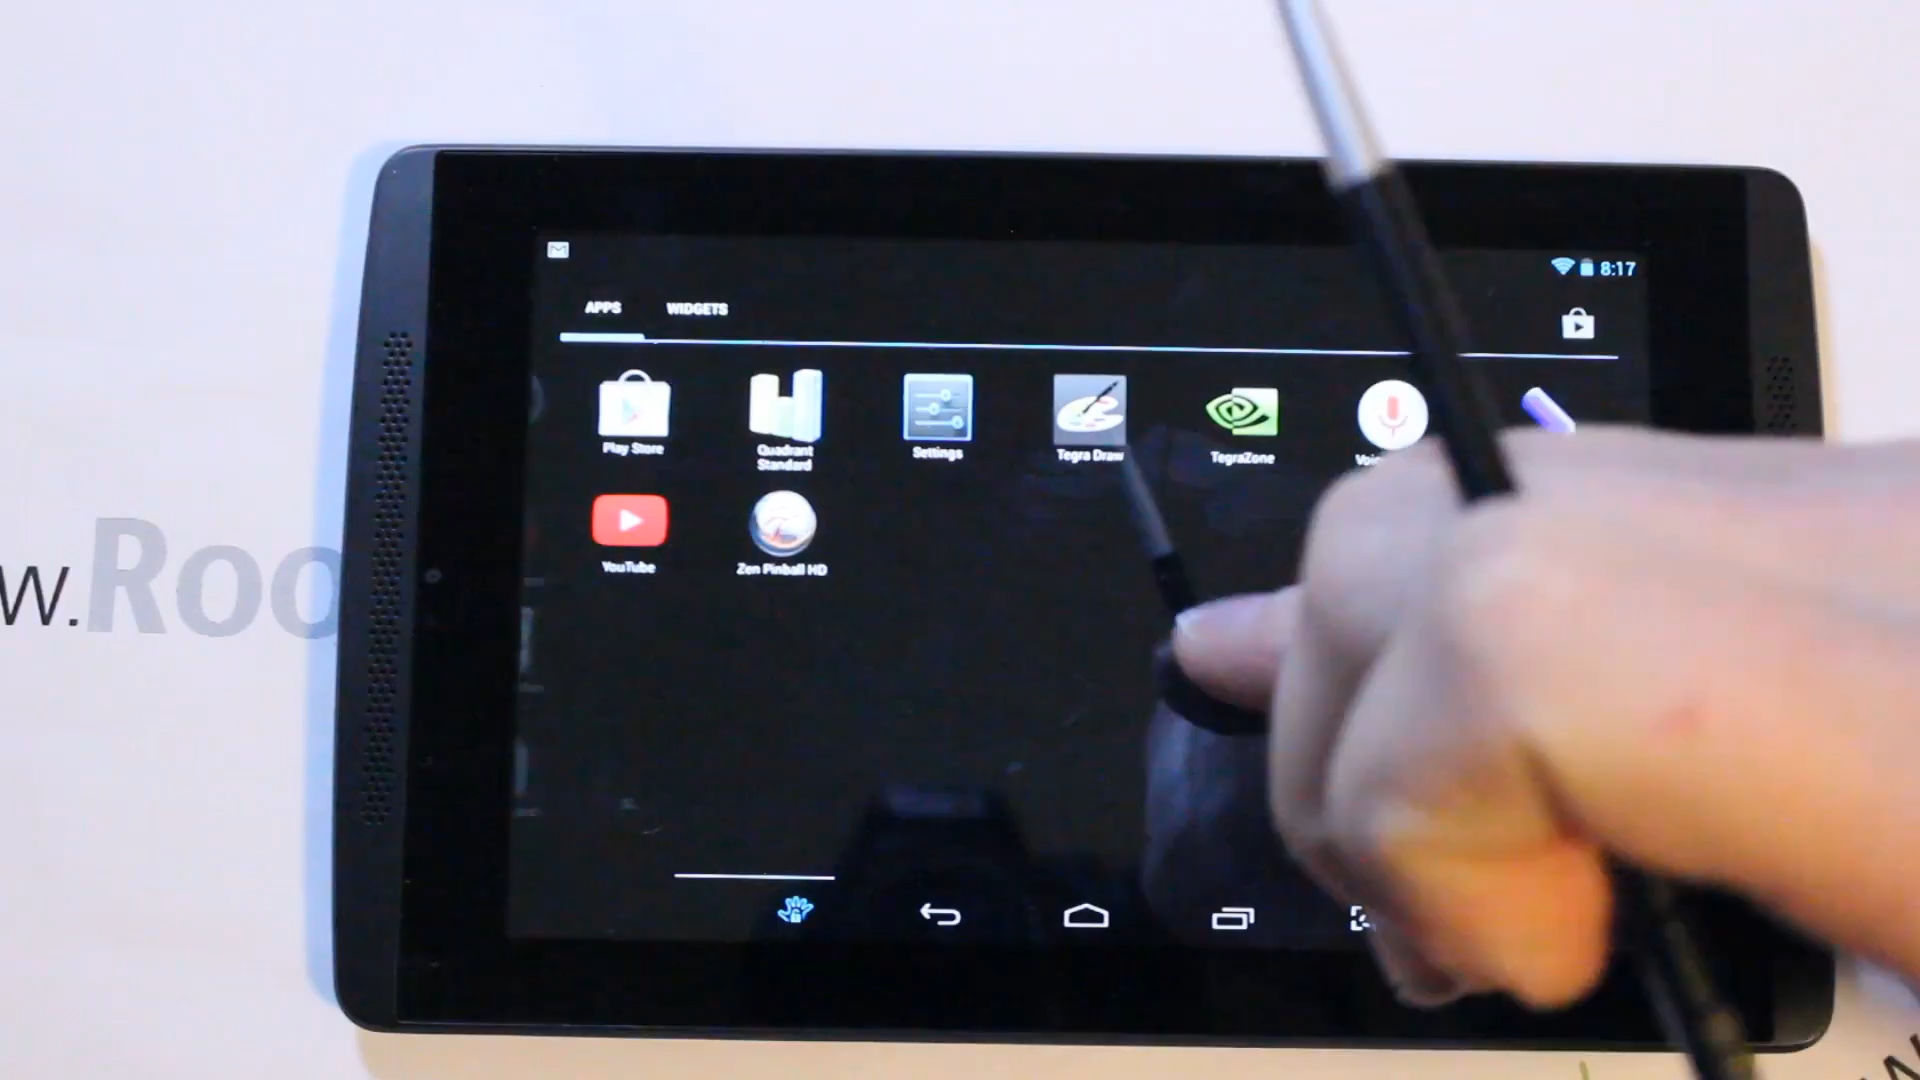 8:17
APPS WIDGETS
Play Store
Quadrant
Standard
Settings
Tegra Draw
TegraZone
YouTube
Zen Pinball HD
w.Roo